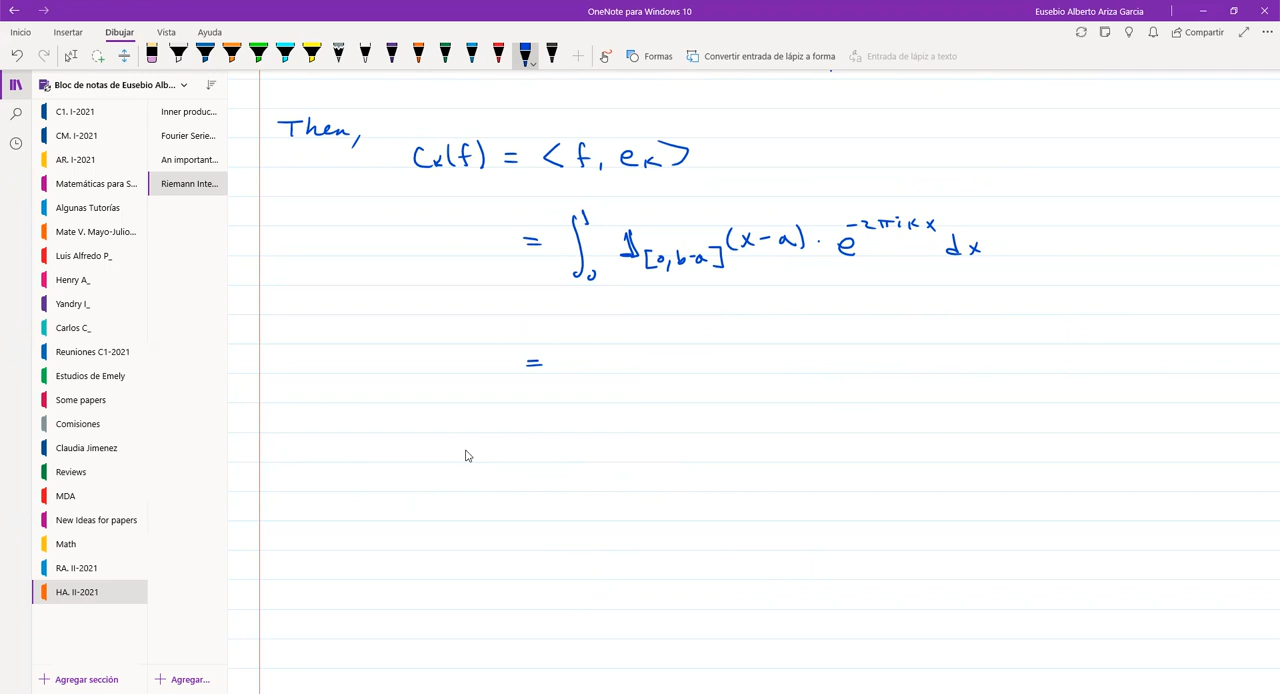 OneNote para Windows 10
Eusebio Alberto Ariza Garcia
Inicio Insertar Dibujar Vista Ayuda
Compartir
Formas Convertir entrada de lápiz a forma Entrada de lápiz a texto
Bloc de notas de Eusebio Alb...
C1. I-2021
CM. I-2021
AR. I-2021
Matemáticas para S...
Algunas Tutorías
Mate V. Mayo-Julio...
Luis Alfredo P_
Henry A_
Yandry I_
Carlos C_
Reuniones C1-2021
Estudios de Emely
Some papers
Comisiones
Claudia Jimenez
Reviews
MDA
New Ideas for papers
Math
RA. II-2021
HA. II-2021
Agregar sección
Inner produc...
Fourier Serie...
An important...
Riemann Inte...
Agregar...
Then,
C_k(f) = < f, e_k >
= ∫_0^1 𝟙_[0,b-a] (x-a) · e^{-2πikx} dx
=